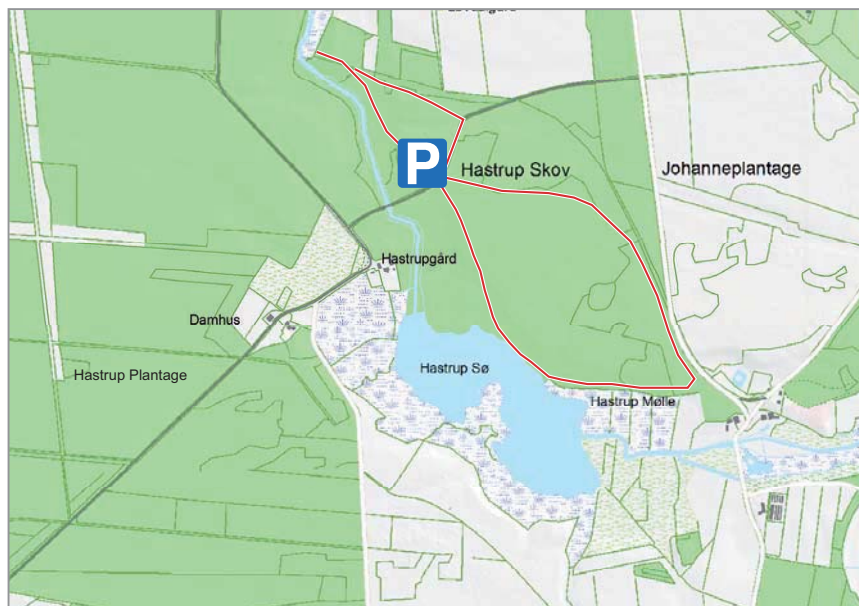 P
Hastrup Skov
Johanneplantage
Hastrupgård
Damhus
Hastrup Sø
Hastrup Plantage
Hastrup Mølle